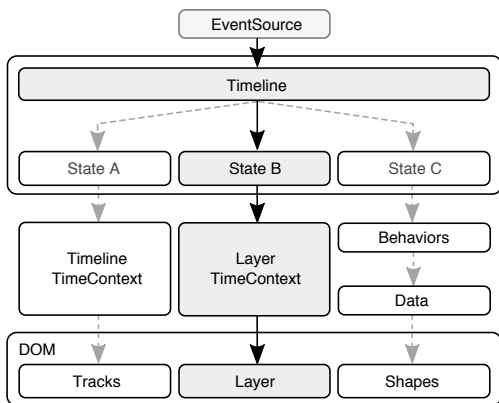 EventSource
Timeline
State A
State B
State C
Timeline
TimeContext
Layer
TimeContext
Behaviors
Data
DOM
Tracks
Layer
Shapes